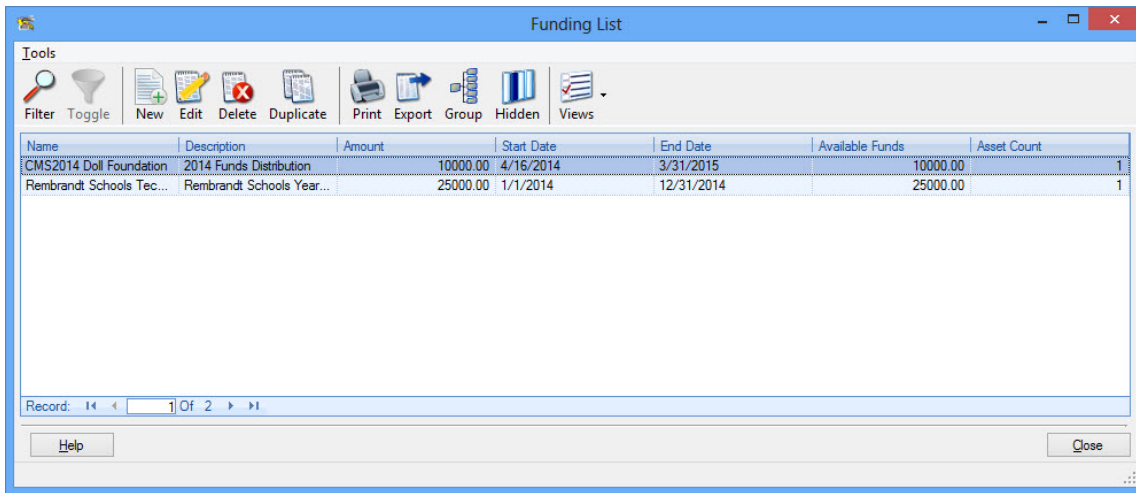 Funding List
Tools
Filter Toggle New Edit Delete Duplicate Print Export Group Hidden Views
Name Description Amount Start Date End Date Available Funds Asset Count
CMS2014 Doll Foundation 2014 Funds Distribution 10000.00 4/16/2014 3/31/2015 10000.00 1
Rembrandt Schools Tec... Rembrandt Schools Year... 25000.00 1/1/2014 12/31/2014 25000.00 1
Record: 1 Of 2
Help Close